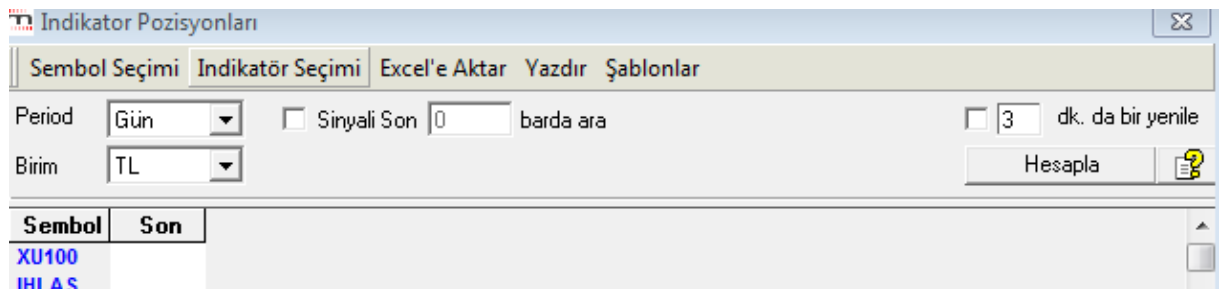 Indikator Pozisyonları
Sembol Seçimi Indikatör Seçimi Excel'e Aktar Yazdır Şablonlar
Period Gün Sinyali Son 0 barda ara 3 dk. da bir yenile
Birim TL Hesapla
Sembol Son
XU100
IHLAS